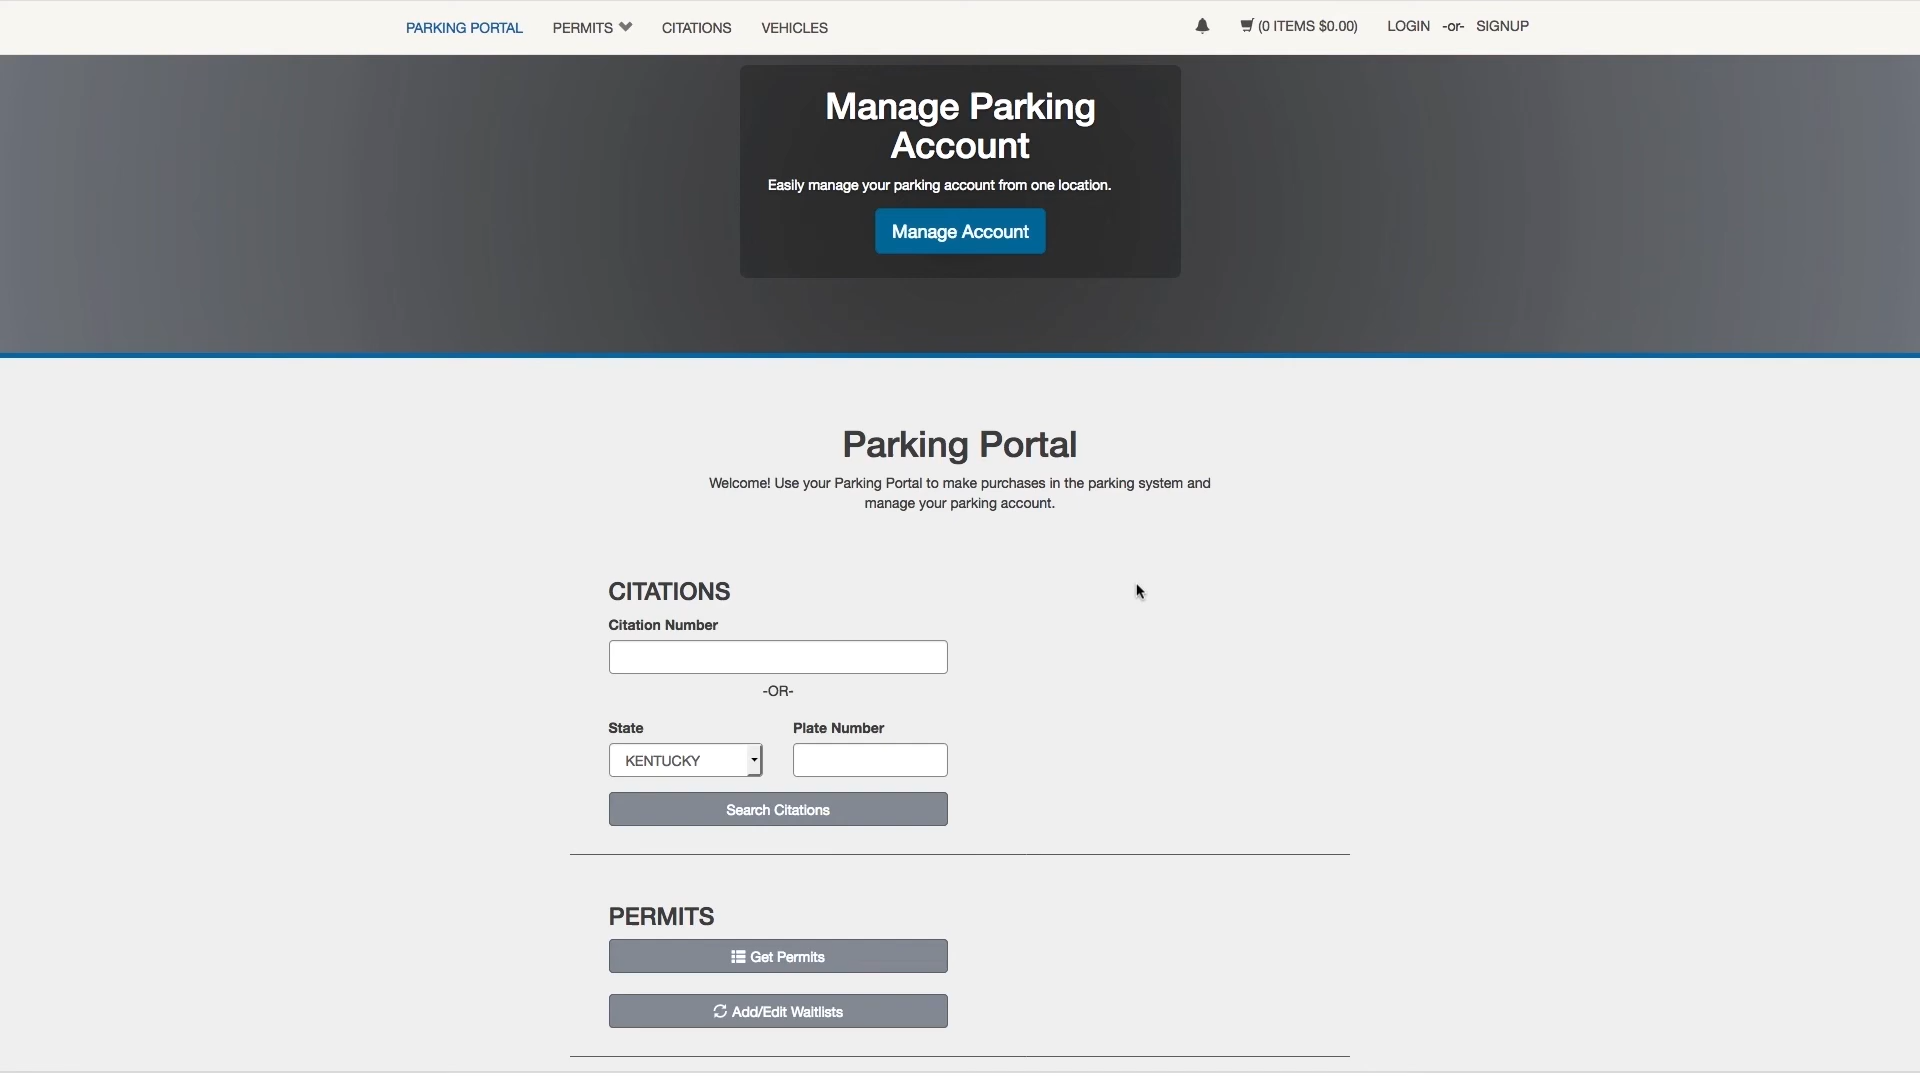 PARKING PORTAL PERMITS CITATIONS VEHICLES (0 ITEMS $0.00) LOGIN -or- SIGNUP
Manage Parking
Account
Easily manage your parking account from one location.
Manage Account
Parking Portal
Welcome! Use your Parking Portal to make purchases in the parking system and
manage your parking account.
CITATIONS
Citation Number
-OR-
State Plate Number
KENTUCKY
Search Citations
PERMITS
Get Permits
Add/Edit Waitlists